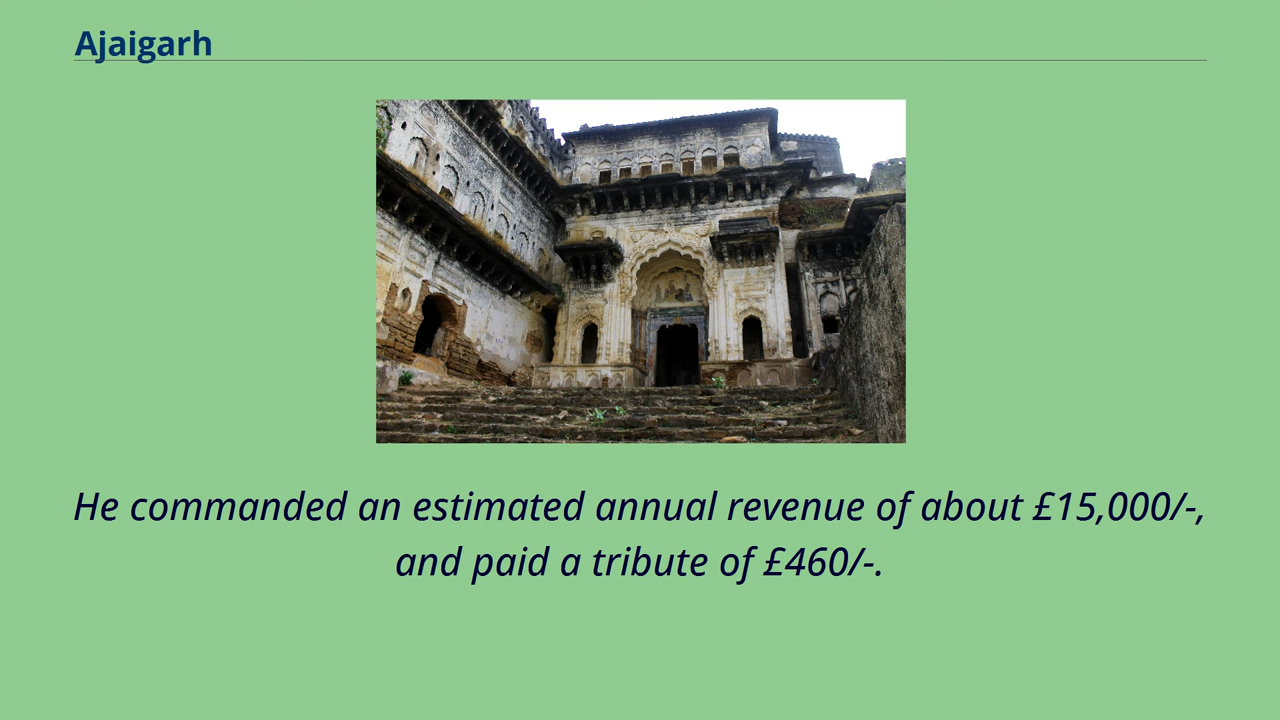 Ajaigarh
He commanded an estimated annual revenue of about £15,000/-,
and paid a tribute of £460/-.